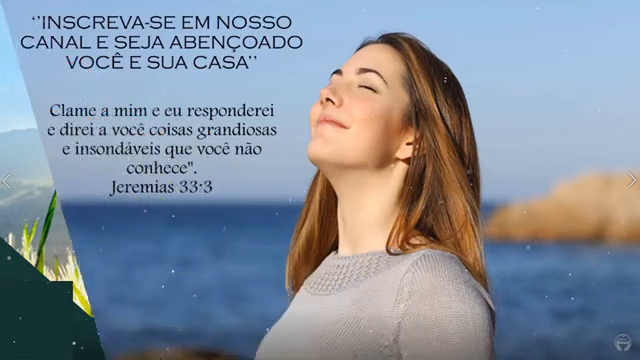 ‘’INSCREVA-SE EM NOSSO
CANAL E SEJA ABENÇOADO
VOCÊ E SUA CASA’’
Clame a mim e eu responderei
e direi a você coisas grandiosas
e insondáveis que você não
conhece".
Jeremias 33:3